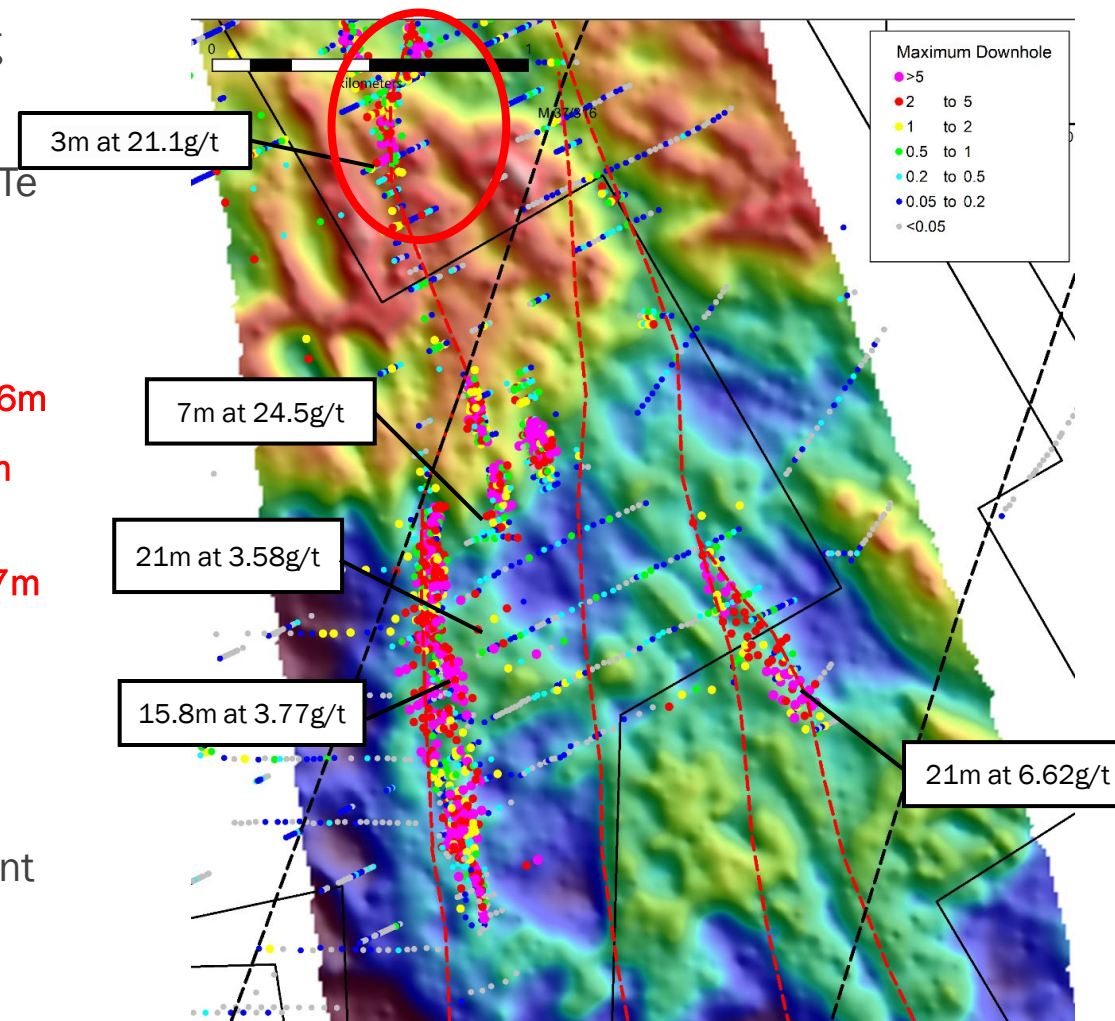 0 1
kilometers
Maximum Downhole
>5
2 to 5
1 to 2
0.5 to 1
0.2 to 0.5
0.05 to 0.2
<0.05
3m at 21.1g/t
Te
6m
7m at 24.5g/t
21m at 3.58g/t
7m
15.8m at 3.77g/t
21m at 6.62g/t
nt